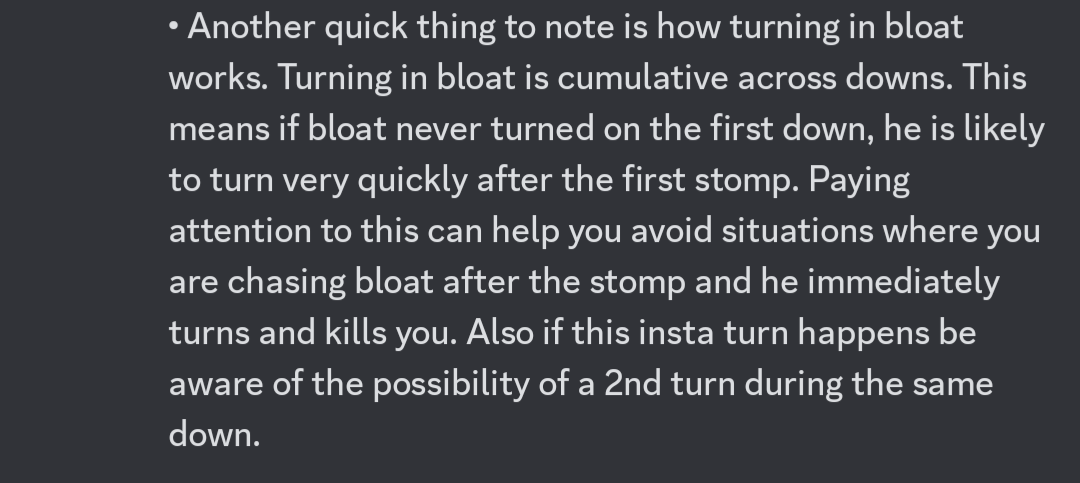 • Another quick thing to note is how turning in bloat
works. Turning in bloat is cumulative across downs. This
means if bloat never turned on the first down, he is likely
to turn very quickly after the first stomp. Paying
attention to this can help you avoid situations where you
are chasing bloat after the stomp and he immediately
turns and kills you. Also if this insta turn happens be
aware of the possibility of a 2nd turn during the same
down.